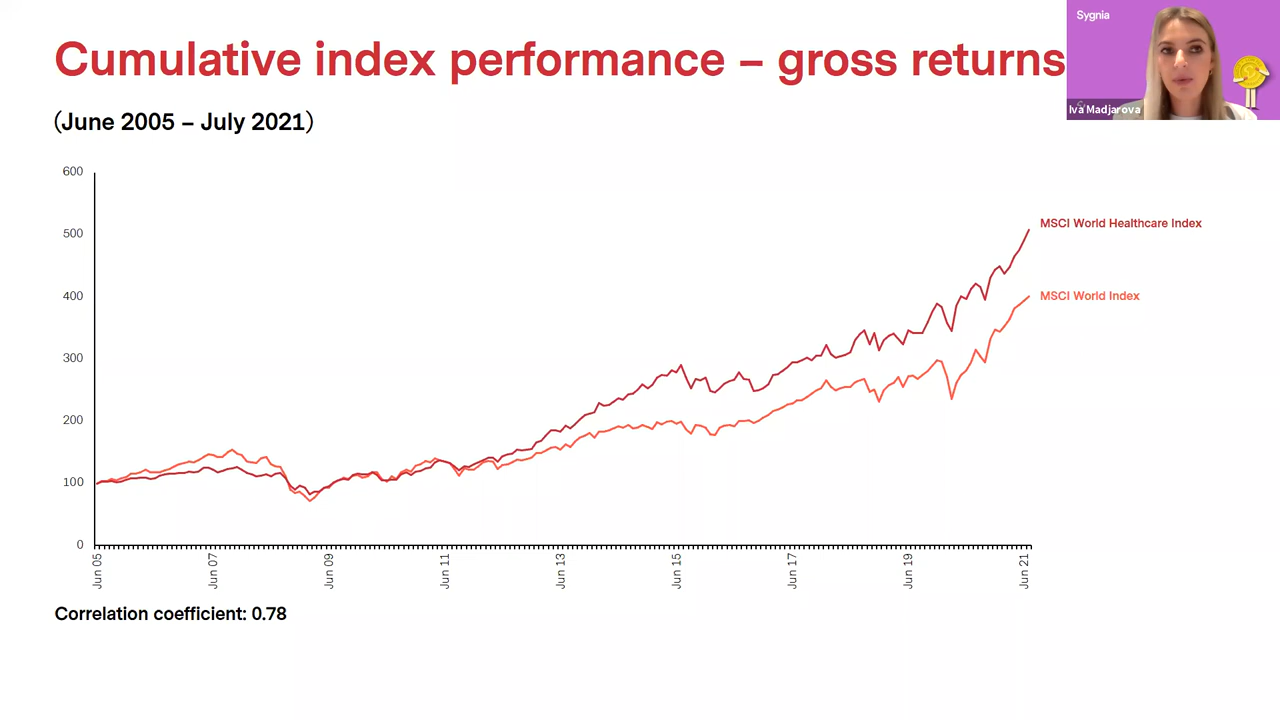 Cumulative index performance – gross returns
Sygnia
Iva Madjarova
(June 2005 – July 2021)
600
500
400
300
200
100
0
MSCI World Healthcare Index
MSCI World Index
Jun 05
Jun 07
Jun 09
Jun 11
Jun 13
Jun 15
Jun 17
Jun 19
Jun 21
Correlation coefficient: 0.78